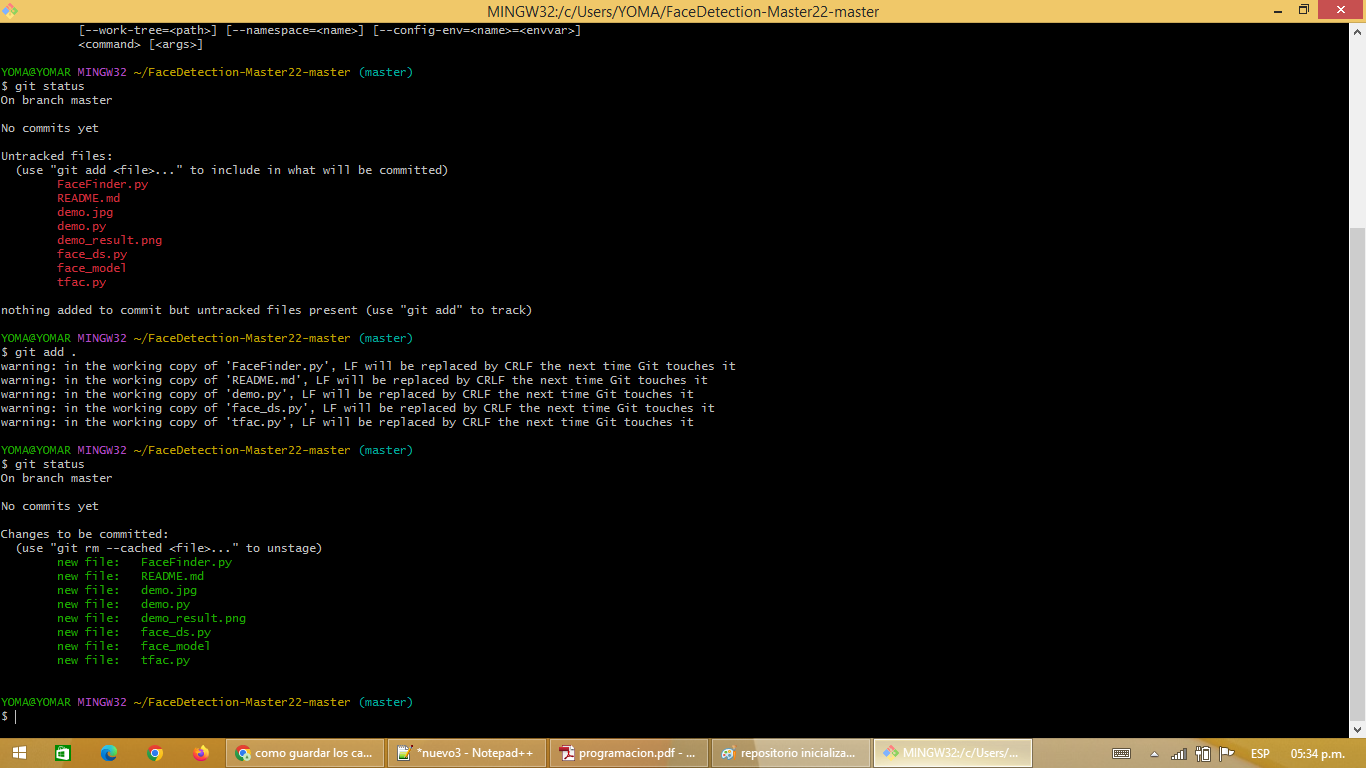 MINGW32:/c/Users/YOMA/FaceDetection-Master22-master
[--work-tree=<path>] [--namespace=<name>] [--config-env=<name>=<envvar>]
<command> [<args>]
YOMA@YOMAR MINGW32 ~/FaceDetection-Master22-master (master)
$ git status
On branch master
No commits yet
Untracked files:
(use "git add <file>..." to include in what will be committed)
FaceFinder.py
README.md
demo.jpg
demo.py
demo_result.png
face_ds.py
face_model
tfac.py
nothing added to commit but untracked files present (use "git add" to track)
YOMA@YOMAR MINGW32 ~/FaceDetection-Master22-master (master)
$ git add .
warning: in the working copy of 'FaceFinder.py', LF will be replaced by CRLF the next time Git touches it
warning: in the working copy of 'README.md', LF will be replaced by CRLF the next time Git touches it
warning: in the working copy of 'demo.py', LF will be replaced by CRLF the next time Git touches it
warning: in the working copy of 'face_ds.py', LF will be replaced by CRLF the next time Git touches it
warning: in the working copy of 'tfac.py', LF will be replaced by CRLF the next time Git touches it
YOMA@YOMAR MINGW32 ~/FaceDetection-Master22-master (master)
$ git status
On branch master
No commits yet
Changes to be committed:
(use "git rm --cached <file>..." to unstage)
new file: FaceFinder.py
new file: README.md
new file: demo.jpg
new file: demo.py
new file: demo_result.png
new file: face_ds.py
new file: face_model
new file: tfac.py
YOMA@YOMAR MINGW32 ~/FaceDetection-Master22-master (master)
$
como guardar los ca... *nuevo3 - Notepad++ programacion.pdf - ... repositorio inicializa... MINGW32:/c/Users/... ESP 05:34 p.m.